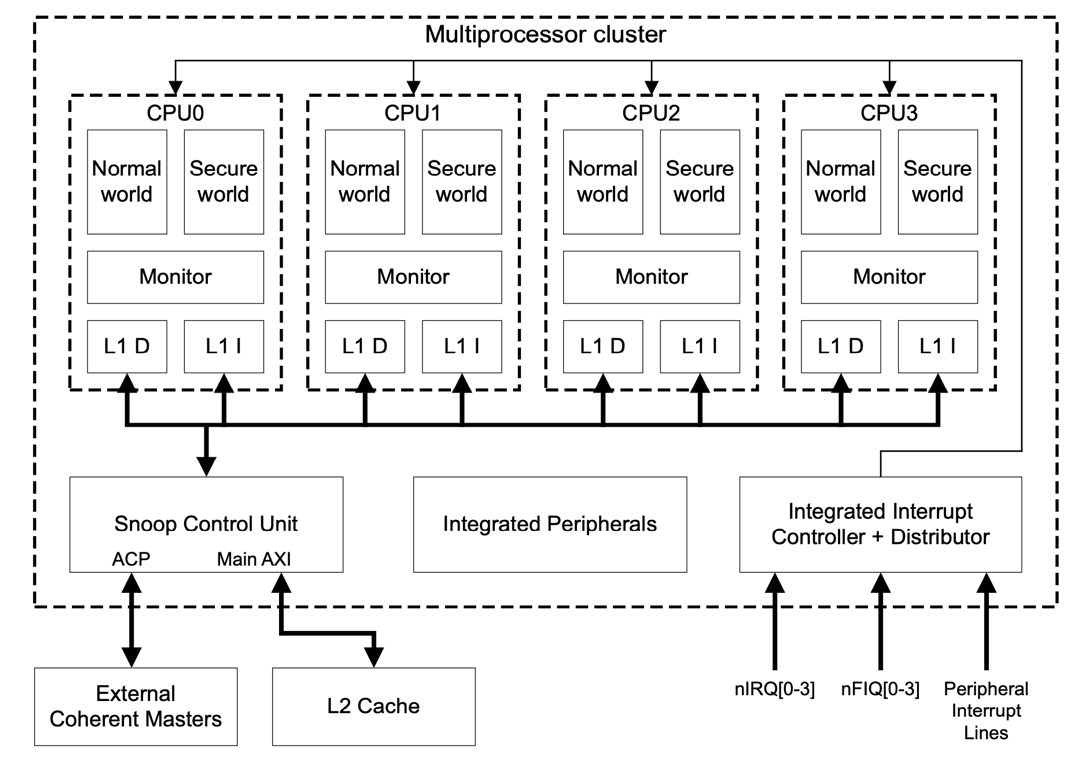 Multiprocessor cluster
CPU0
Normal
world
Secure
world
Monitor
L1 D
L1 I
CPU1
Normal
world
Secure
world
Monitor
L1 D
L1 I
CPU2
Normal
world
Secure
world
Monitor
L1 D
L1 I
CPU3
Normal
world
Secure
world
Monitor
L1 D
L1 I
Snoop Control Unit
ACP
Main AXI
Integrated Peripherals
Integrated Interrupt
Controller + Distributor
External
Coherent Masters
L2 Cache
nIRQ[0-3]
nFIQ[0-3]
Peripheral
Interrupt
Lines